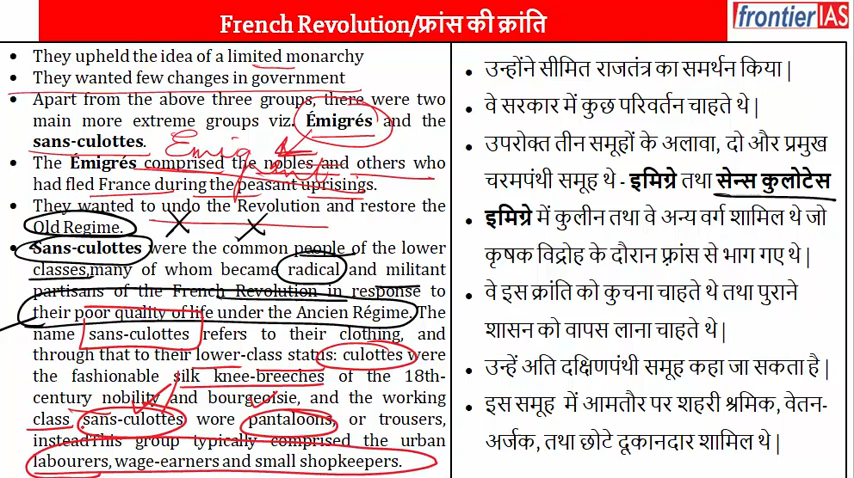 French Revolution/फ्रांस की क्रांति
frontierIAS
They upheld the idea of a limited monarchy
They wanted few changes in government
Apart from the above three groups, there were two
main more extreme groups viz. Émigrés and the
sans-culottes.
Emigrant
The Émigrés comprised the nobles and others who
had fled France during the peasant uprisings.
They wanted to undo the Revolution and restore the
Old Regime.
Sans-culottes were the common people of the lower
classes,many of whom became radical and militant
partisans of the French Revolution in response to
their poor quality of life under the Ancien Régime. The
name sans-culottes refers to their clothing, and
through that to their lower-class status: culottes were
the fashionable silk knee-breeches of the 18th-
century nobility and bourgeoisie, and the working
class sans-culottes wore pantaloons, or trousers,
insteadThis group typically comprised the urban
labourers, wage-earners and small shopkeepers.
उन्होंने सीमित राजतंत्र का समर्थन किया |
वे सरकार में कुछ परिवर्तन चाहते थे |
उपरोक्त तीन समूहों के अलावा, दो और प्रमुख
चरमपंथी समूह थे - इमिग्रे तथा सेन्स कुलोटेस
इमिग्रे में कुलीन तथा वे अन्य वर्ग शामिल थे जो
कृषक विद्रोह के दौरान फ़्रांस से भाग गए थे |
वे इस क्रांति को कुचना चाहते थे तथा पुराने
शासन को वापस लाना चाहते थे |
उन्हें अति दक्षिणपंथी समूह कहा जा सकता है |
इस समूह में आमतौर पर शहरी श्रमिक, वेतन-
अर्जक, तथा छोटे दूकानदार शामिल थे |